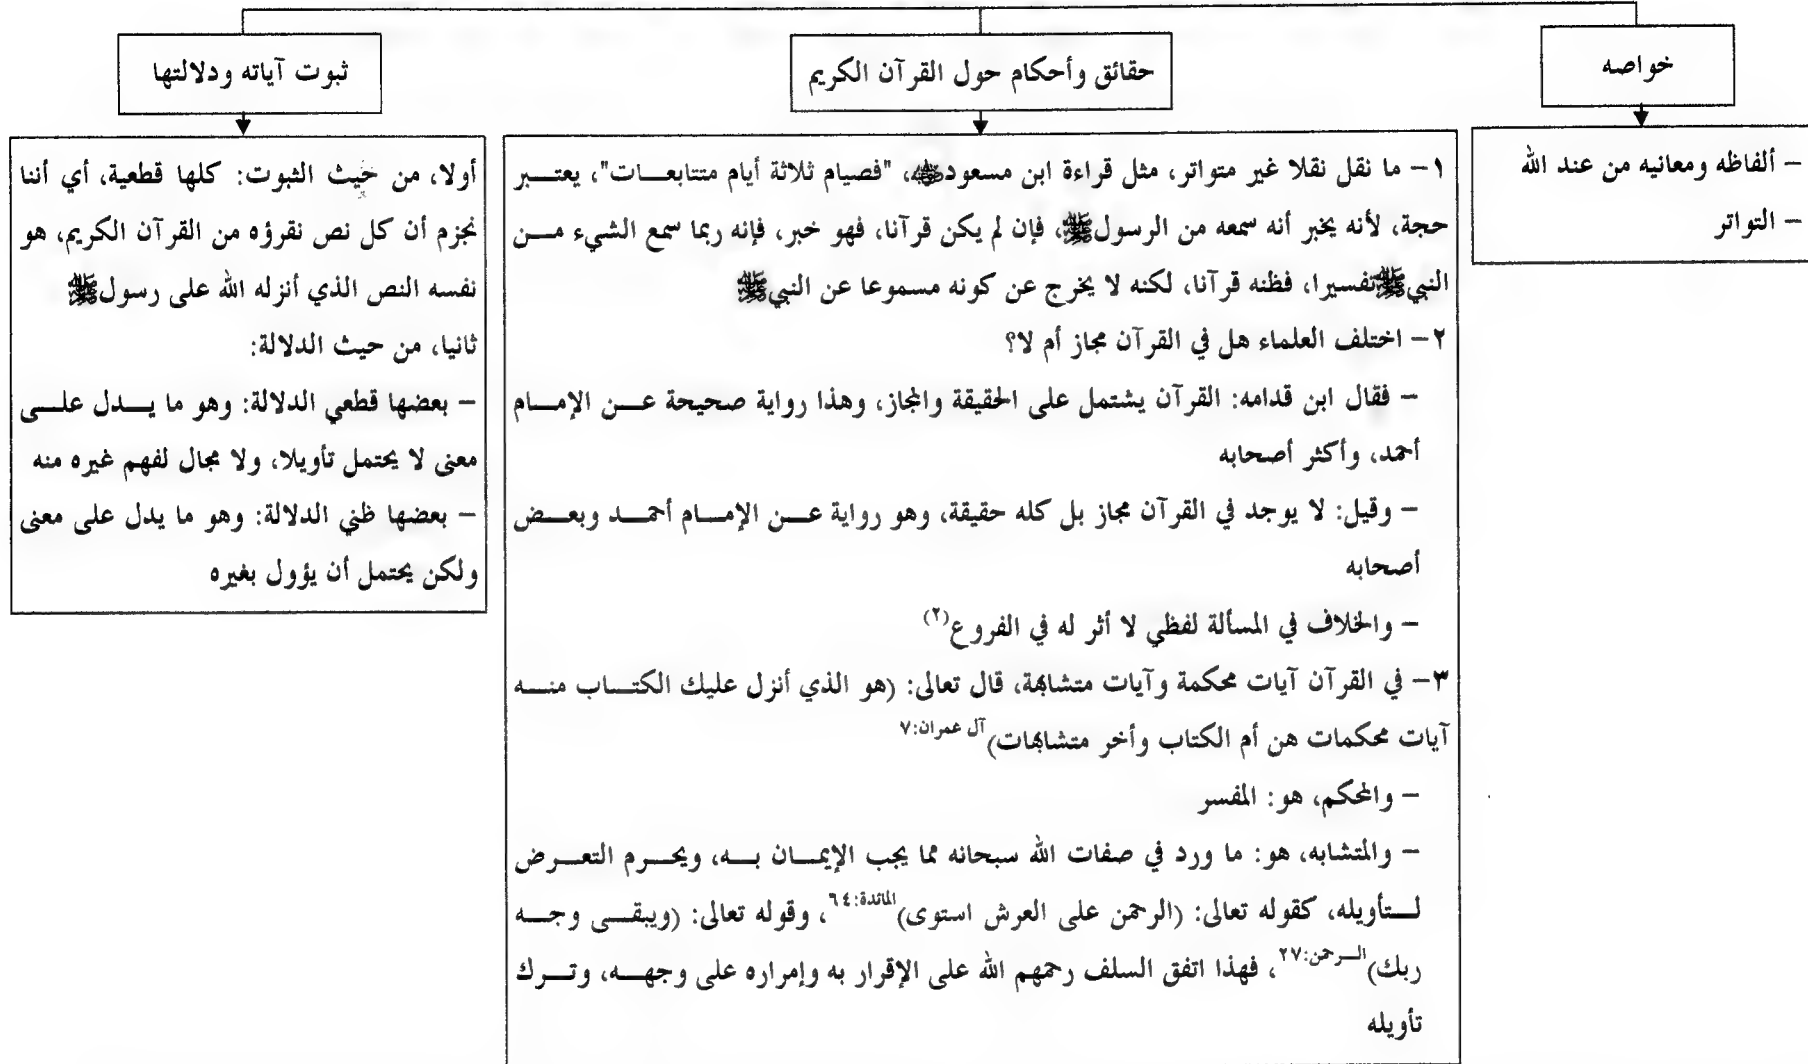 خواصه
– ألفاظه ومعانيه من عند الله
– التواتر
حقائق وأحكام حول القرآن الكريم
١– ما نقل نقلا غير متواتر، مثل قراءة ابن مسعود﷜، "فصيام ثلاثة أيام متتابعات"، يعتبر
حجة، لأنه يخبر أنه سمعه من الرسول ﷺ، فإن لم يكن قرآنا، فهو خبر، فإنه ربما سمع الشيء من
النبي ﷺ تفسيرا، فظنه قرآنا، لكنه لا يخرج عن كونه مسموعا عن النبي ﷺ
٢– اختلف العلماء هل في القرآن مجاز أم لا؟
– فقال ابن قدامه: القرآن يشتمل على الحقيقة والمجاز، وهذا رواية صحيحة عن الإمام
أحمد، وأكثر أصحابه
– وقيل: لا يوجد في القرآن مجاز بل كله حقيقة، وهو رواية عن الإمام أحمد وبعض
أصحابه
– والخلاف في المسألة لفظي لا أثر له في الفروع(٢)
٣– في القرآن آيات محكمة وآيات متشابهة، قال تعالى: (هو الذي أنزل عليك الكتاب منه
آيات محكمات هن أم الكتاب وأخر متشابهات) آل عمران:٧
– والمحكم، هو: المفسر
– والمتشابه، هو: ما ورد في صفات الله سبحانه مما يجب الإيمان به، ويحرم التعرض
لتأويله، كقوله تعالى: (الرحمن على العرش استوى) المائدة:٦٤، وقوله تعالى: (ويبقى وجه
ربك) الرحمن:٢٧، فهذا اتفق السلف رحمهم الله على الإقرار به وإمراره على وجهه، وترك
تأويله
ثبوت آياته ودلالتها
أولا، من حيث الثبوت: كلها قطعية، أي أننا
نجزم أن كل نص نقرؤه من القرآن الكريم، هو
نفسه النص الذي أنزله الله على رسول ﷺ
ثانيا، من حيث الدلالة:
– بعضها قطعي الدلالة: وهو ما يدل على
معنى لا يحتمل تأويلا، ولا مجال لفهم غيره منه
– بعضها ظني الدلالة: وهو ما يدل على معنى
ولكن يحتمل أن يؤول بغيره